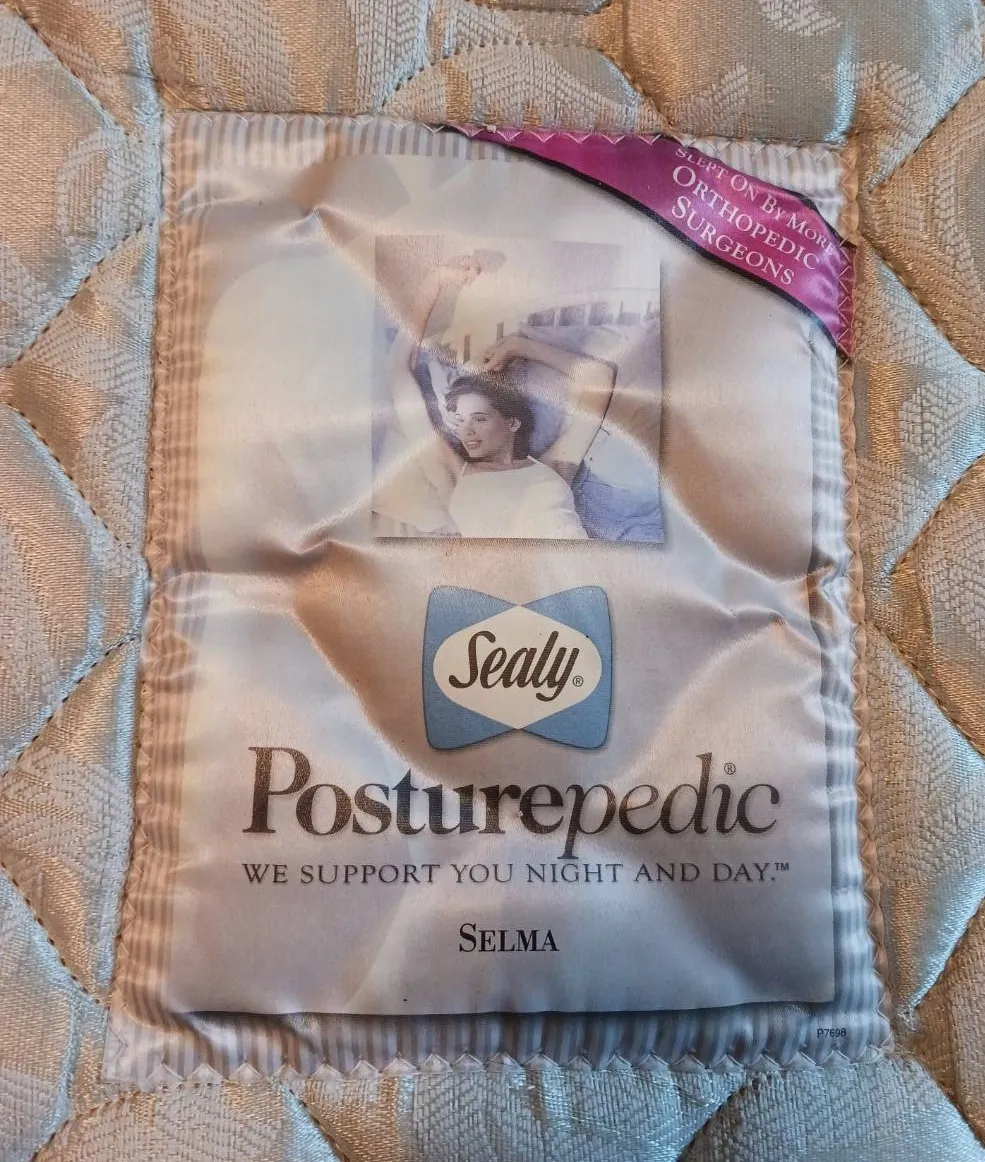 SLEPT ON BY MORE
ORTHOPEDIC
SURGEONS
Sealy®
Posturepedic®
WE SUPPORT YOU NIGHT AND DAY.™
SELMA
P7698